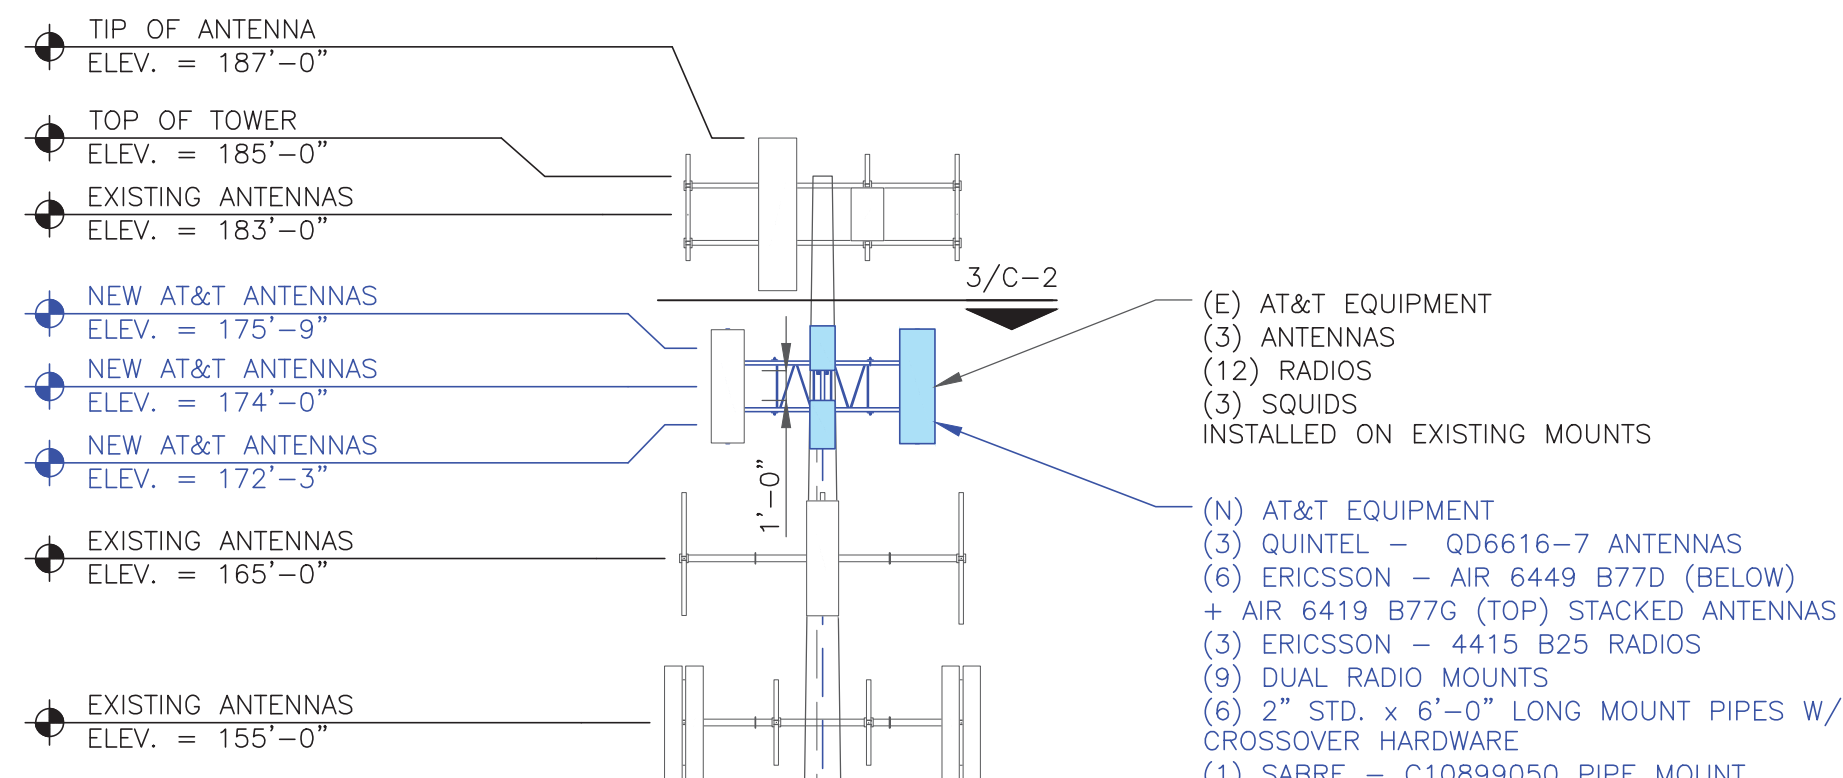 TIP OF ANTENNA
ELEV. = 187'-0"
TOP OF TOWER
ELEV. = 185'-0"
EXISTING ANTENNAS
ELEV. = 183'-0"
NEW AT&T ANTENNAS
ELEV. = 175'-9"
NEW AT&T ANTENNAS
ELEV. = 174'-0"
NEW AT&T ANTENNAS
ELEV. = 172'-3"
EXISTING ANTENNAS
ELEV. = 165'-0"
EXISTING ANTENNAS
ELEV. = 155'-0"
3/C-2
1'-0"
(E) AT&T EQUIPMENT
(3) ANTENNAS
(12) RADIOS
(3) SQUIDS
INSTALLED ON EXISTING MOUNTS
(N) AT&T EQUIPMENT
(3) QUINTEL - QD6616-7 ANTENNAS
(6) ERICSSON - AIR 6449 B77D (BELOW)
+ AIR 6419 B77G (TOP) STACKED ANTENNAS
(3) ERICSSON - 4415 B25 RADIOS
(9) DUAL RADIO MOUNTS
(6) 2" STD. x 6'-0" LONG MOUNT PIPES W/
CROSSOVER HARDWARE
(1) SABRE - C10899050 PIPE MOUNT